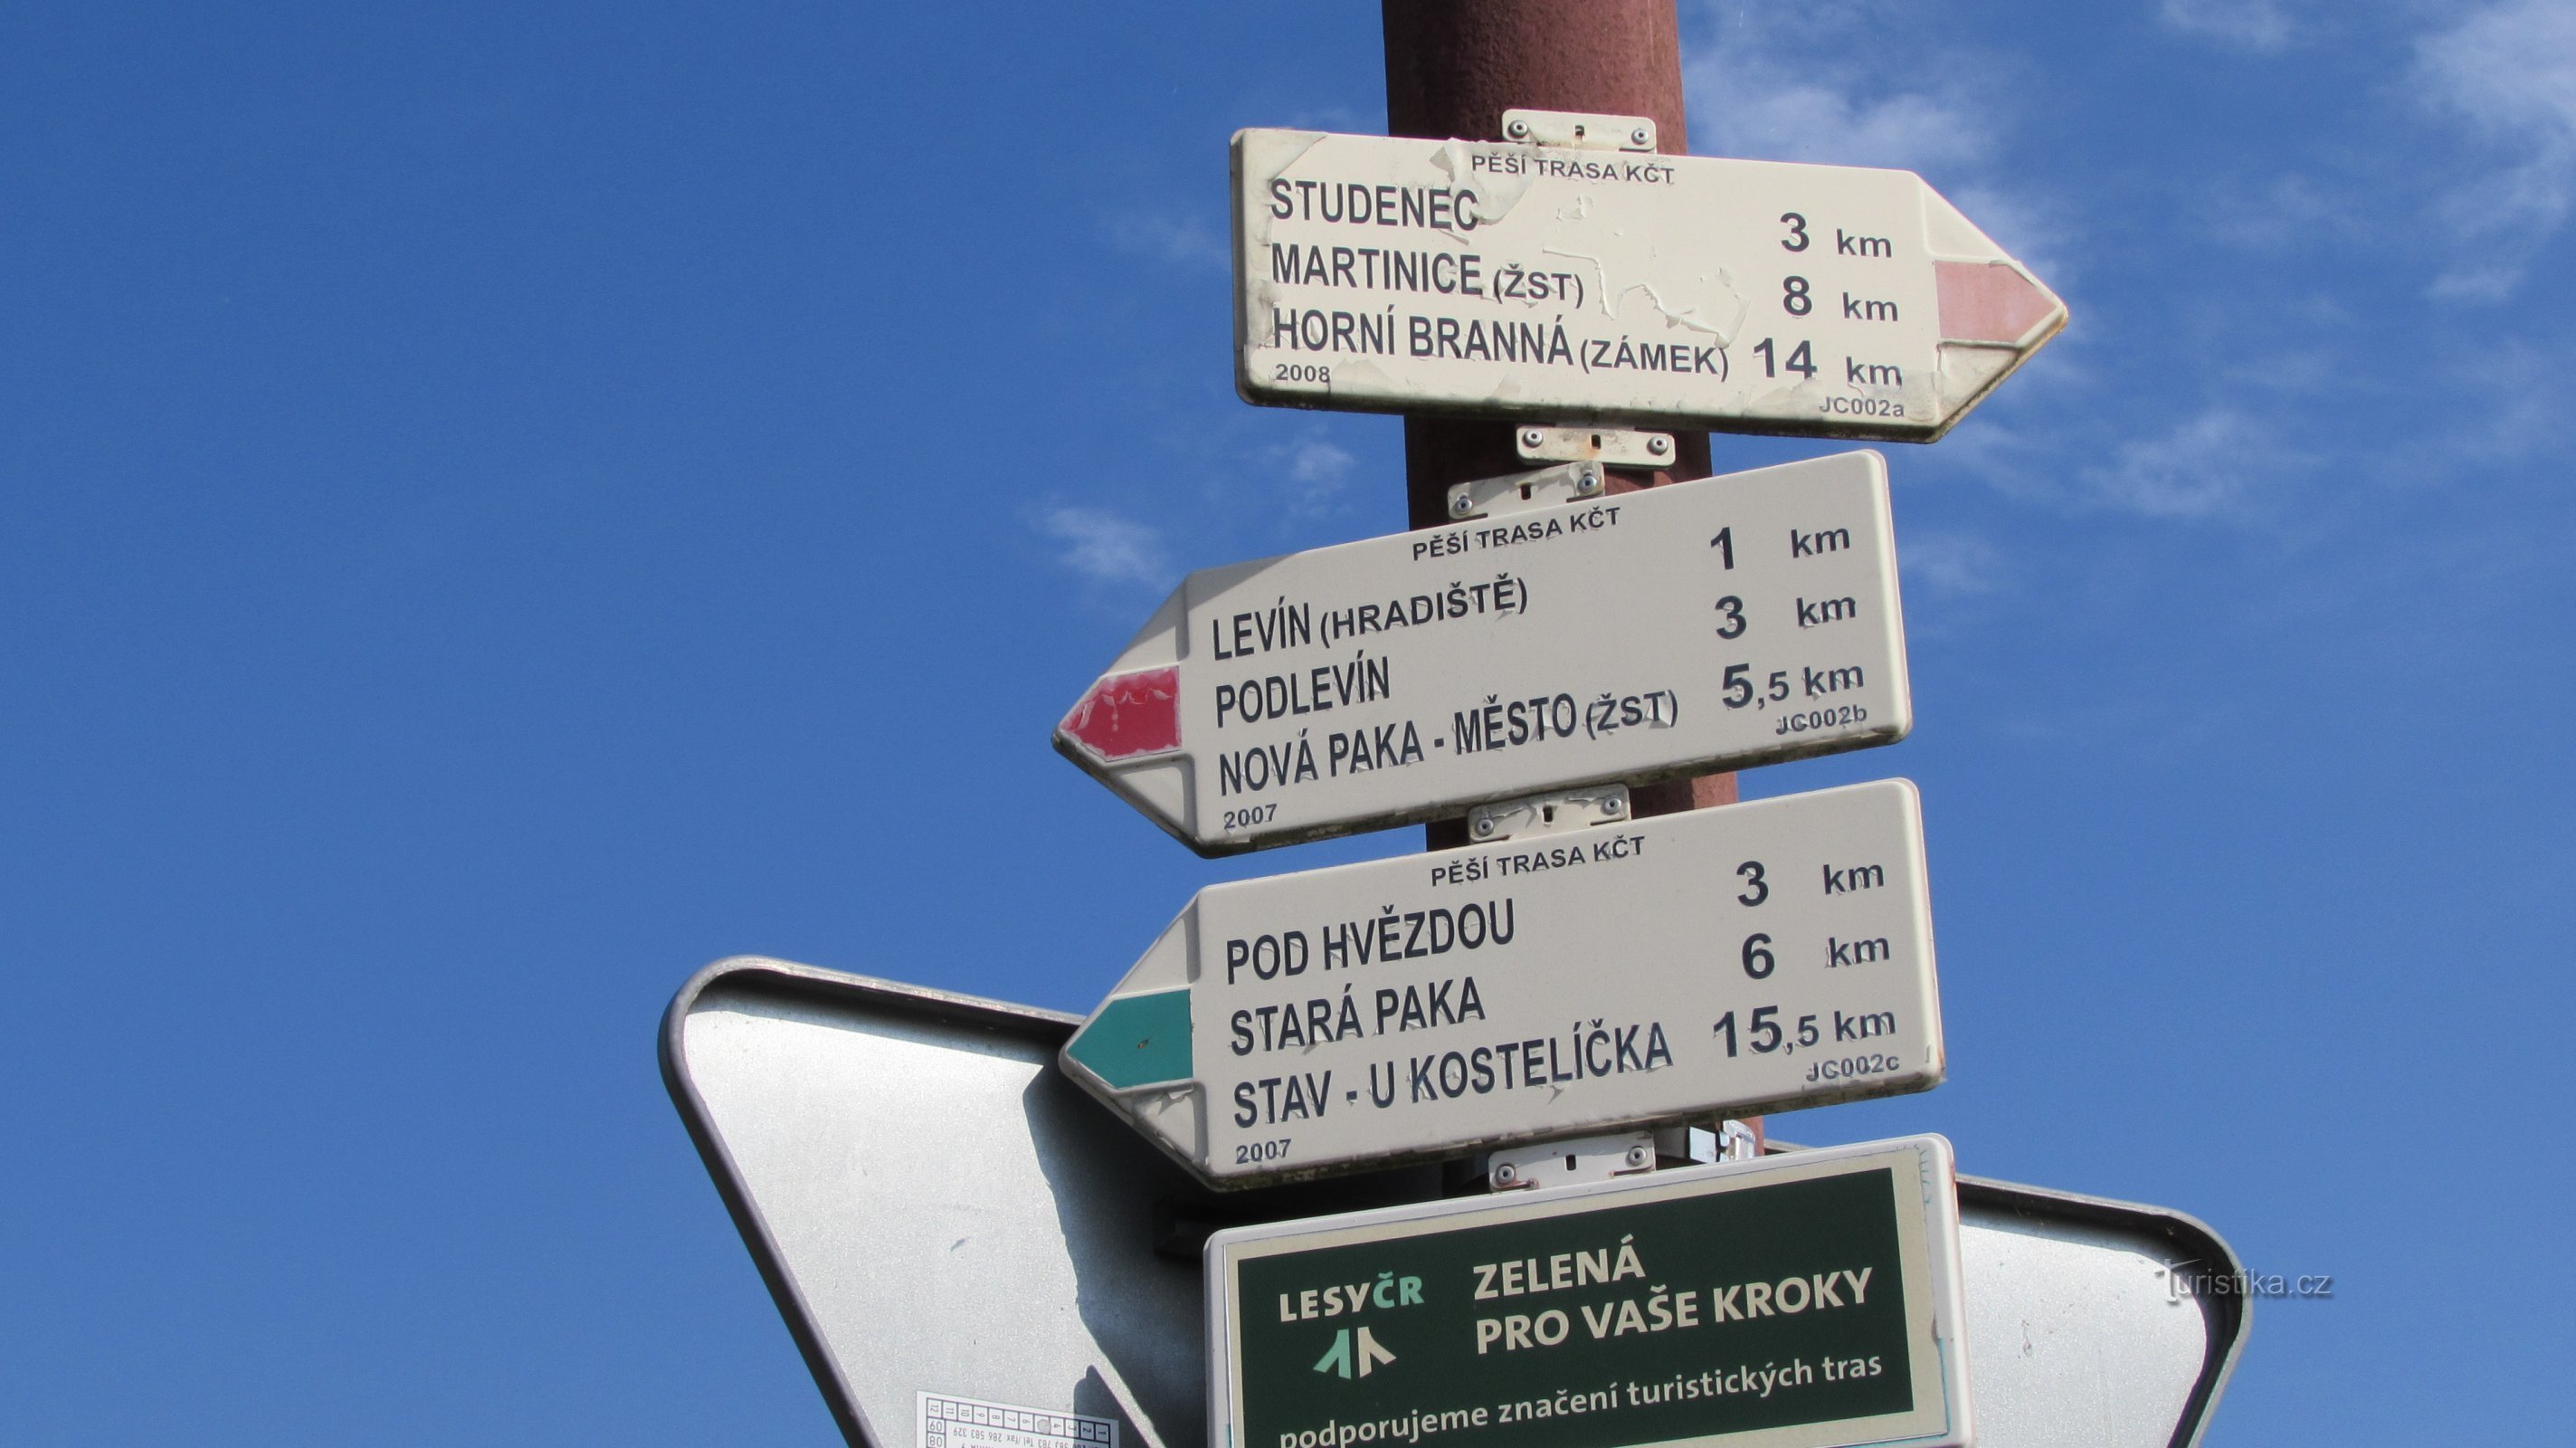 PĚŠÍ TRASA KČT
STUDENEC 3 km
MARTINICE (ŽST) 8 km
HORNÍ BRANNÁ (ZÁMEK) 14 km
2008 JC002a
PĚŠÍ TRASA KČT
LEVÍN (HRADIŠTĚ) 1 km
PODLEVÍN 3 km
NOVÁ PAKA - MĚSTO (ŽST) 5,5 km
2007 JC002b
PĚŠÍ TRASA KČT
POD HVĚZDOU 3 km
STARÁ PAKA 6 km
STAV - U KOSTELÍČKA 15,5 km
2007 JC002c
LESYČR
ZELENÁ
PRO VAŠE KROKY
podporujeme značení turistických tras
Turistika.cz